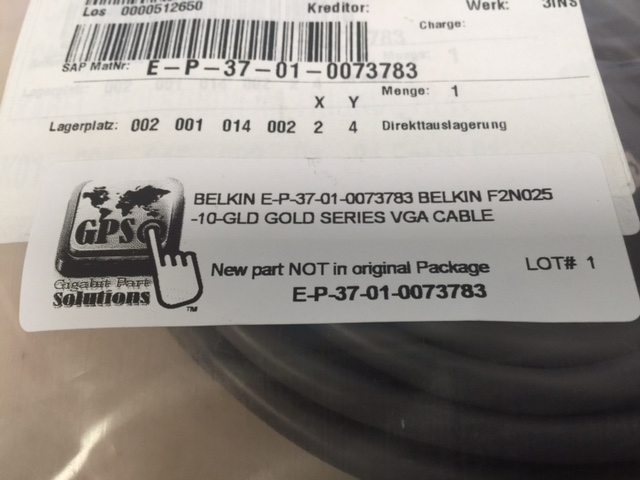 Los 0000512650 Kreditor: Werk: 3INS
Charge:
SAP MatNr: E-P-37-01-0073783
Menge: 1
X Y
Lagerplatz: 002 001 014 002 2 4 Direktauslagerung
GPS
Gigabit Part
Solutions
TM
BELKIN E-P-37-01-0073783 BELKIN F2N025
-10-GLD GOLD SERIES VGA CABLE
New part NOT in original Package LOT# 1
E-P-37-01-0073783